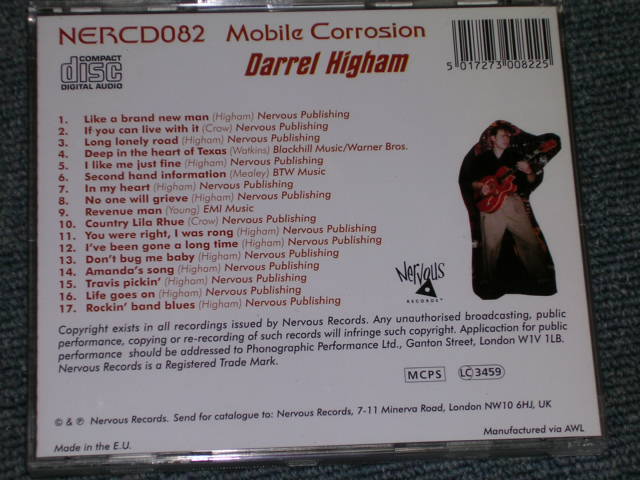 NERCD082 Mobile Corrosion
Darrel Higham
COMPACT
disc
DIGITAL AUDIO
5 017273 008225
1. Like a brand new man (Higham) Nervous Publishing
2. If you can live with it (Crow) Nervous Publishing
3. Long lonely road (Higham) Nervous Publishing
4. Deep in the heart of Texas (Watkins) Blackhill Music/Warner Bros.
5. I like me just fine (Higham) Nervous Publishing
6. Second hand information (Mealey) BTW Music
7. In my heart (Higham) Nervous Publishing
8. No one will grieve (Higham) Nervous Publishing
9. Revenue man (Young) EMI Music
10. Country Lila Rhue (Crow) Nervous Publishing
11. You were right, I was rong (Higham) Nervous Publishing
12. I've been gone a long time (Higham) Nervous Publishing
13. Don't bug me baby (Higham) Nervous Publishing
14. Amanda's song (Higham) Nervous Publishing
15. Travis pickin' (Higham) Nervous Publishing
16. Life goes on (Higham) Nervous Publishing
17. Rockin' band blues (Higham) Nervous Publishing
Nervous
RECORDS
Copyright exists in all recordings issued by Nervous Records. Any unauthorised broadcasting, public
performance, copying or re-recording of such records will infringe such copyright. Applicaction for public
performance should be addressed to Phonographic Performance Ltd., Ganton Street, London W1V 1LB.
Nervous Records is a Registered Trade Mark.
MCPS
LC 3459
© & ℗ Nervous Records. Send for catalogue to: Nervous Records, 7-11 Minerva Road, London NW10 6HJ, UK
Made in the E.U.
Manufactured via AWL